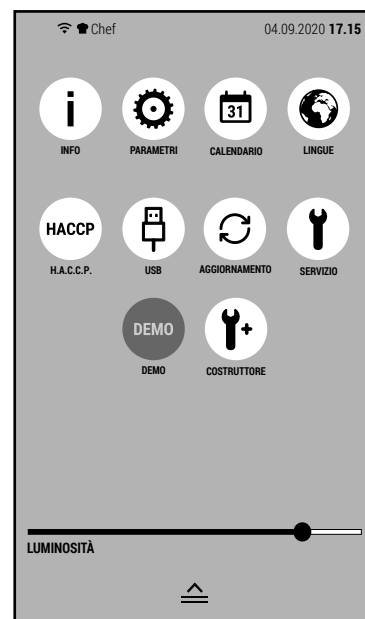 Chef 04.09.2020 17.15
i 31
INFO PARAMETRI CALENDARIO LINGUE
HACCP
H.A.C.C.P. USB AGGIORNAMENTO SERVIZIO
DEMO
DEMO COSTRUTTORE
LUMINOSITÀ